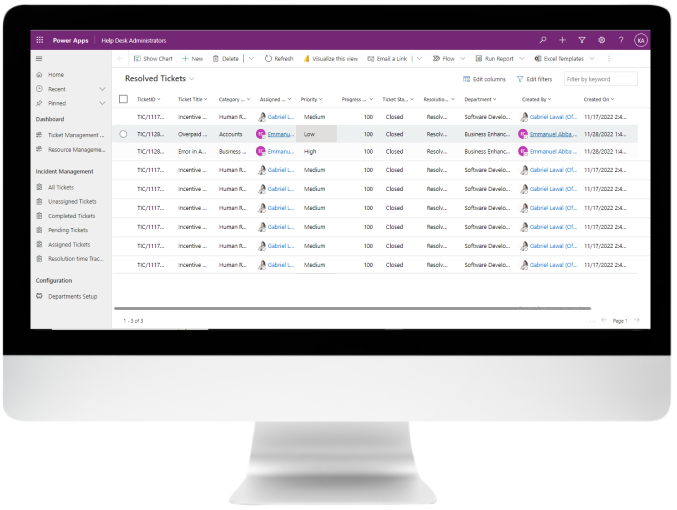 Power Apps | Help Desk Administrators KA
Show Chart + New Delete Refresh Visualize this view Email a Link Flow Run Report Excel Templates
Home
Recent
Pinned
Dashboard
Ticket Management ...
Resource Manageme...
Incident Management
All Tickets
Unassigned Tickets
Completed Tickets
Pending Tickets
Assigned Tickets
Resolution time Trac...
Configuration
Departments Setup
Resolved Tickets Edit columns Edit filters Filter by keyword
TicketID Ticket Title Category ... Assigned ... Priority Progress ... Ticket Sta... Resolutio... Department Created By Created On
TIC/1117... Incentive ... Human R... Gabriel L... Medium 100 Closed Resolv... Software Develo... Gabriel Lawal (Of... 11/17/2022 2:4...
TIC/1128... Overpaid ... Accounts Emmanu... Low 100 Closed Resolv... Business Enhanc... Emmanuel Abba ... 11/28/2022 1:4...
TIC/1128... Error in A... Business ... Emmanu... High 100 Closed Resolv... Business Enhanc... Emmanuel Abba ... 11/28/2022 1:4...
TIC/1117... Incentive ... Human R... Gabriel L... Medium 100 Closed Resolv... Software Develo... Gabriel Lawal (Of... 11/17/2022 2:4...
TIC/1117... Incentive ... Human R... Gabriel L... Medium 100 Closed Resolv... Software Develo... Gabriel Lawal (Of... 11/17/2022 2:4...
TIC/1117... Incentive ... Human R... Gabriel L... Medium 100 Closed Resolv... Software Develo... Gabriel Lawal (Of... 11/17/2022 2:4...
TIC/1117... Incentive ... Human R... Gabriel L... Medium 100 Closed Resolv... Software Develo... Gabriel Lawal (Of... 11/17/2022 2:4...
TIC/1117... Incentive ... Human R... Gabriel L... Medium 100 Closed Resolv... Software Develo... Gabriel Lawal (Of... 11/17/2022 2:4...
TIC/1117... Incentive ... Human R... Gabriel L... Medium 100 Closed Resolv... Software Develo... Gabriel Lawal (Of... 11/17/2022 2:4...
1 - 3 of 3 Page 1